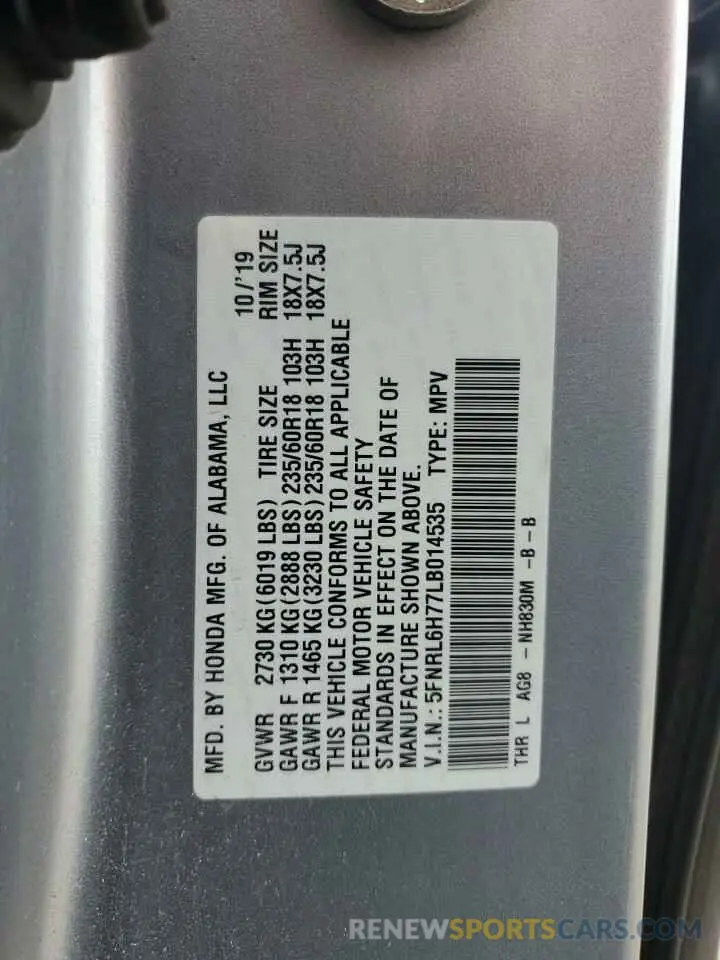 MFD. BY HONDA MFG. OF ALABAMA, LLC 10/'19
GVWR 2730 KG(6019 LBS) TIRE SIZE RIM SIZE
GAWR F 1310 KG(2888 LBS)235/60R18 103H 18X7.5J
GAWR R 1465 KG(3230 LBS)235/60R18 103H 18X7.5J
THIS VEHICLE CONFORMS TO ALL APPLICABLE
FEDERAL MOTOR VEHICLE SAFETY
STANDARDS IN EFFECT ON THE DATE OF
MANUFACTURE SHOWN ABOVE.
V.I.N.: 5FNRL6H77LB014535 TYPE: MPV
THR L AG8 - NH830M -B-B
RENEWSPORTSCARS.COM